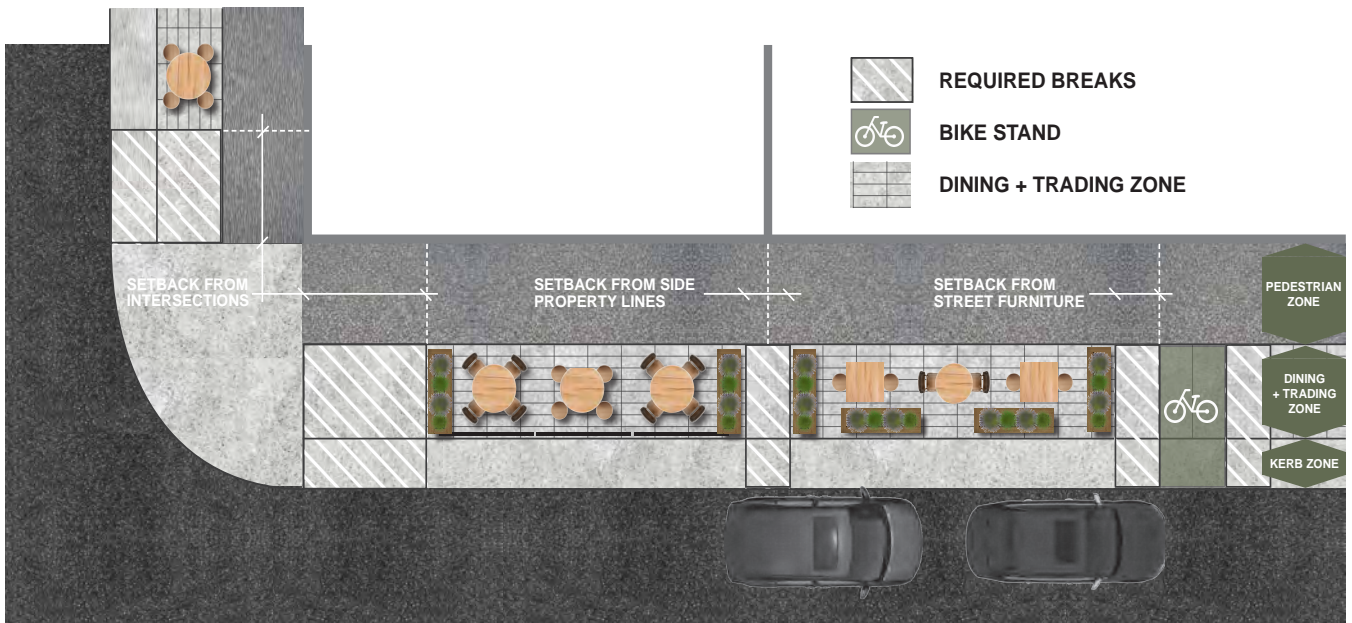 REQUIRED BREAKS
BIKE STAND
DINING + TRADING ZONE
SETBACK FROM
INTERSECTIONS
SETBACK FROM SIDE
PROPERTY LINES
SETBACK FROM
STREET FURNITURE
PEDESTRIAN
ZONE
DINING
+ TRADING
ZONE
KERB ZONE